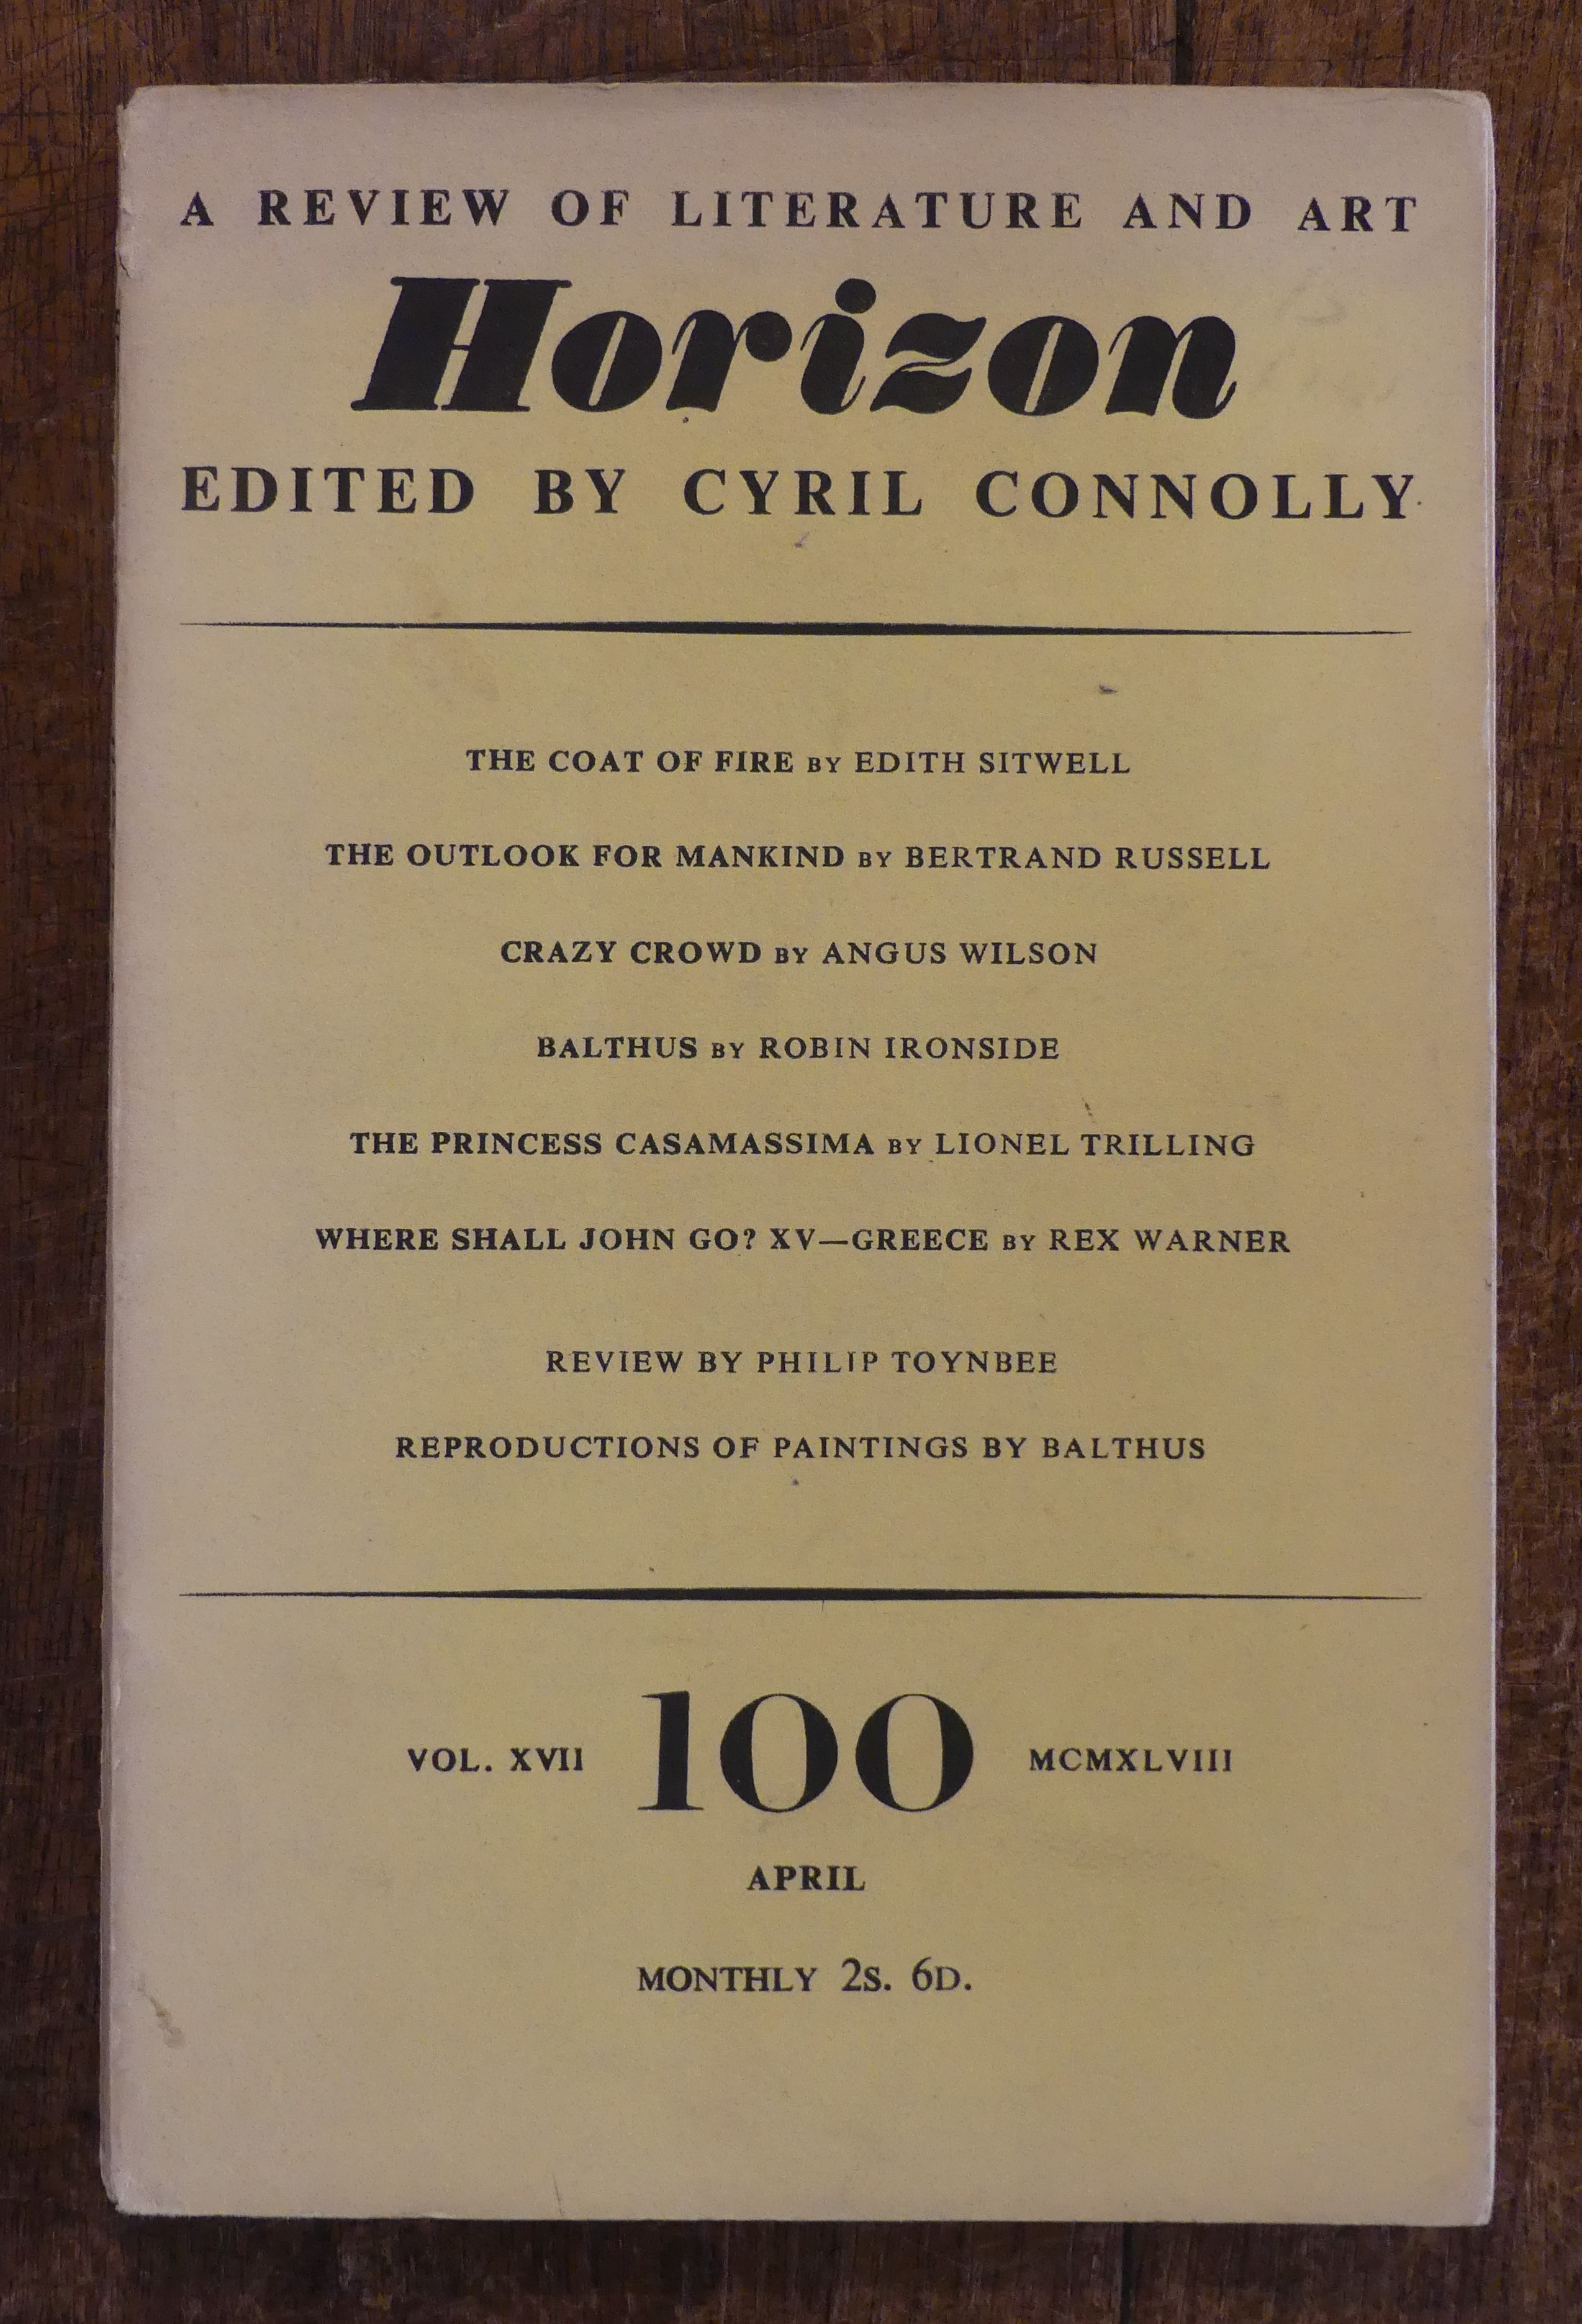 A REVIEW OF LITERATURE AND ART
Horizon
EDITED BY CYRIL CONNOLLY
THE COAT OF FIRE BY EDITH SITWELL
THE OUTLOOK FOR MANKIND BY BERTRAND RUSSELL
CRAZY CROWD BY ANGUS WILSON
BALTHUS BY ROBIN IRONSIDE
THE PRINCESS CASAMASSIMA BY LIONEL TRILLING
WHERE SHALL JOHN GO? XV—GREECE BY REX WARNER
REVIEW BY PHILIP TOYNBEE
REPRODUCTIONS OF PAINTINGS BY BALTHUS
VOL. XVII 100 MCMXLVIII
APRIL
MONTHLY 2S. 6D.